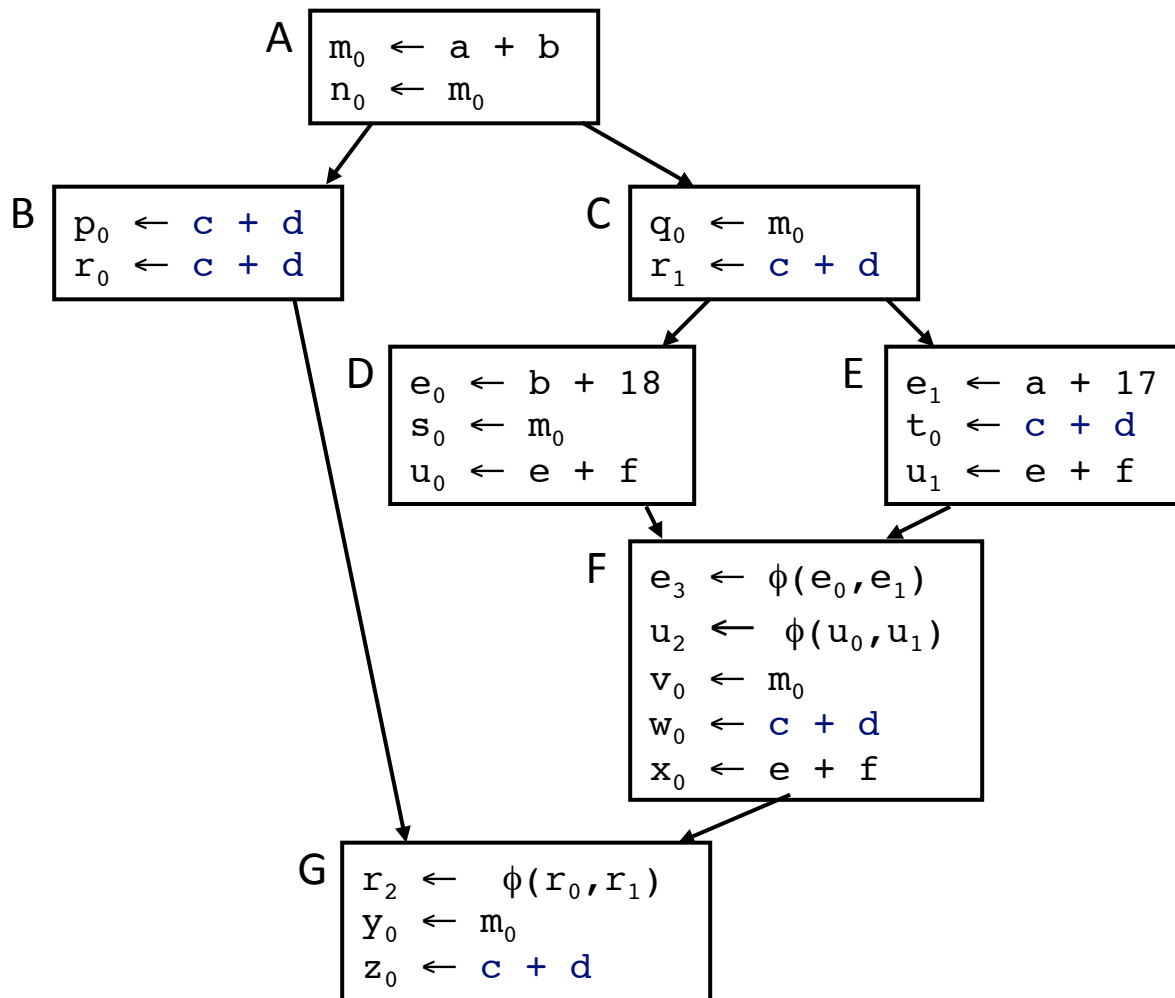 A
m₀ ← a + b
n₀ ← m₀
B
p₀ ← c + d
r₀ ← c + d
C
q₀ ← m₀
r₁ ← c + d
D
e₀ ← b + 18
s₀ ← m₀
u₀ ← e + f
E
e₁ ← a + 17
t₀ ← c + d
u₁ ← e + f
F
e₃ ← ϕ(e₀,e₁)
u₂ ← ϕ(u₀,u₁)
v₀ ← m₀
w₀ ← c + d
x₀ ← e + f
G
r₂ ← ϕ(r₀,r₁)
y₀ ← m₀
z₀ ← c + d